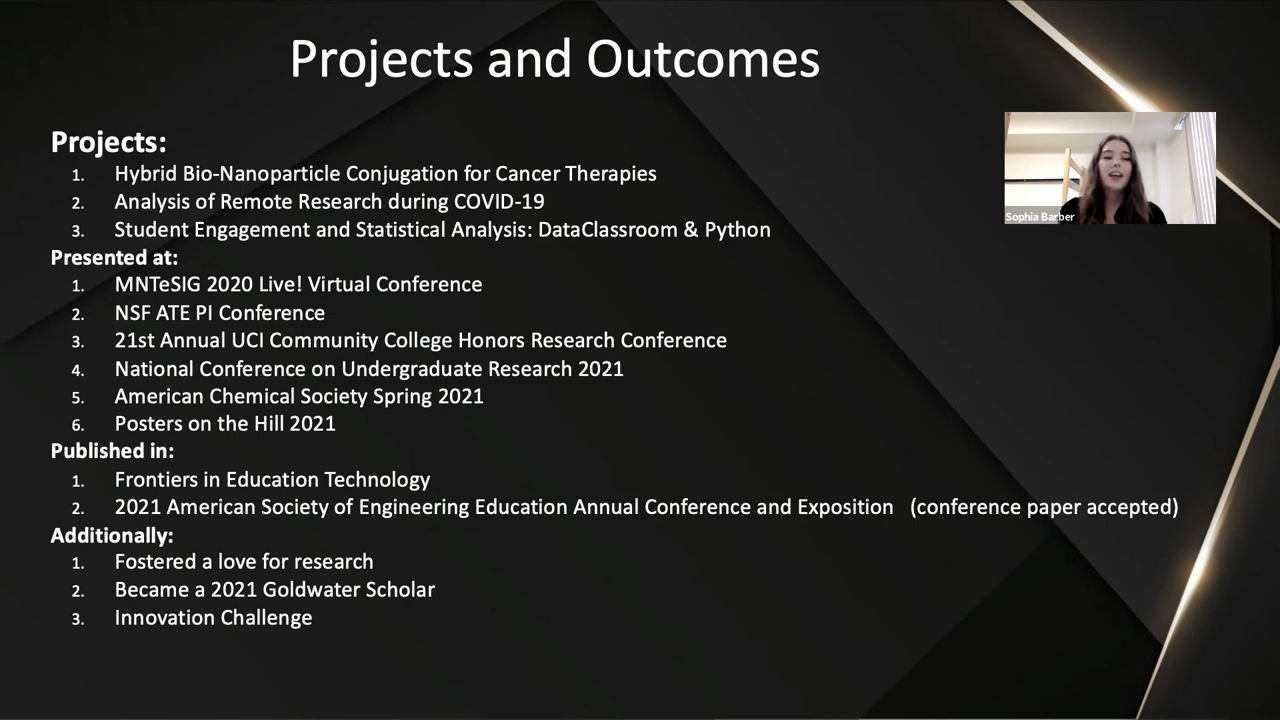 Projects and Outcomes
Projects:
1. Hybrid Bio-Nanoparticle Conjugation for Cancer Therapies
2. Analysis of Remote Research during COVID-19
3. Student Engagement and Statistical Analysis: DataClassroom & Python
Presented at:
1. MNTeSIG 2020 Live! Virtual Conference
2. NSF ATE PI Conference
3. 21st Annual UCI Community College Honors Research Conference
4. National Conference on Undergraduate Research 2021
5. American Chemical Society Spring 2021
6. Posters on the Hill 2021
Published in:
1. Frontiers in Education Technology
2. 2021 American Society of Engineering Education Annual Conference and Exposition (conference paper accepted)
Additionally:
1. Fostered a love for research
2. Became a 2021 Goldwater Scholar
3. Innovation Challenge
Sophia Barber